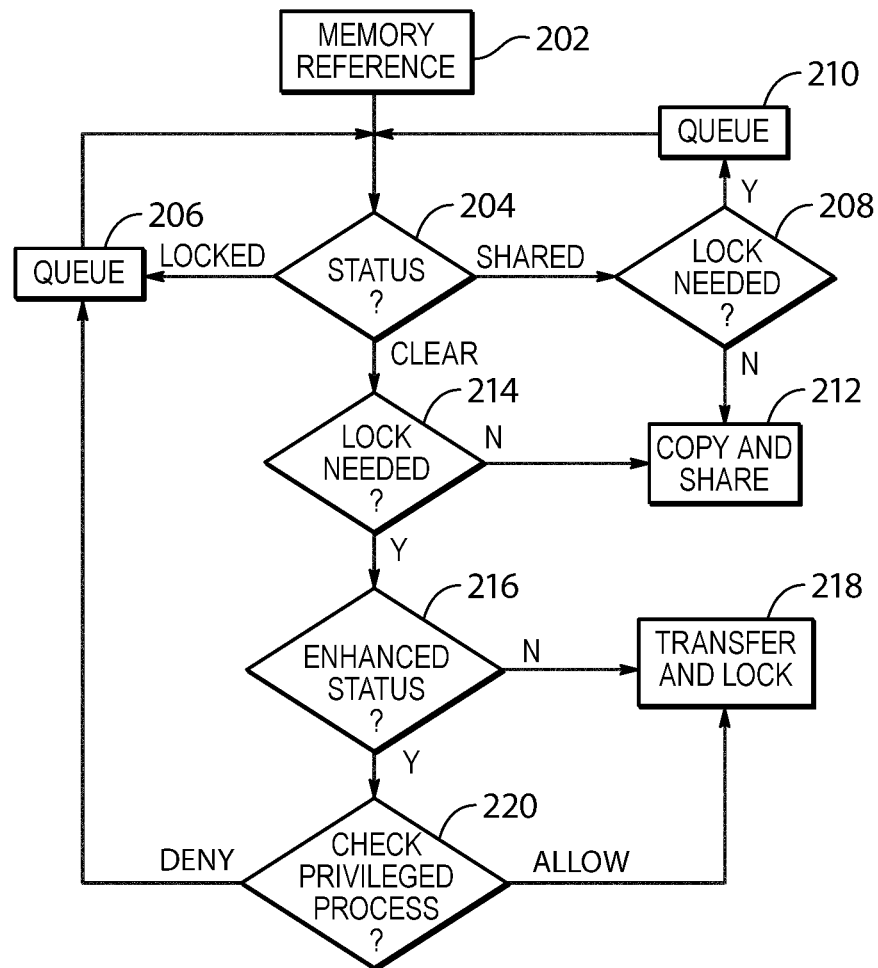 MEMORY
REFERENCE
202
210
QUEUE
Y
206
QUEUE
LOCKED
204
STATUS
?
SHARED
208
LOCK
NEEDED
?
CLEAR
N
214
LOCK
NEEDED
?
N
212
COPY AND
SHARE
Y
216
ENHANCED
STATUS
?
N
218
TRANSFER
AND LOCK
Y
220
DENY
CHECK
PRIVILEGED
PROCESS
?
ALLOW